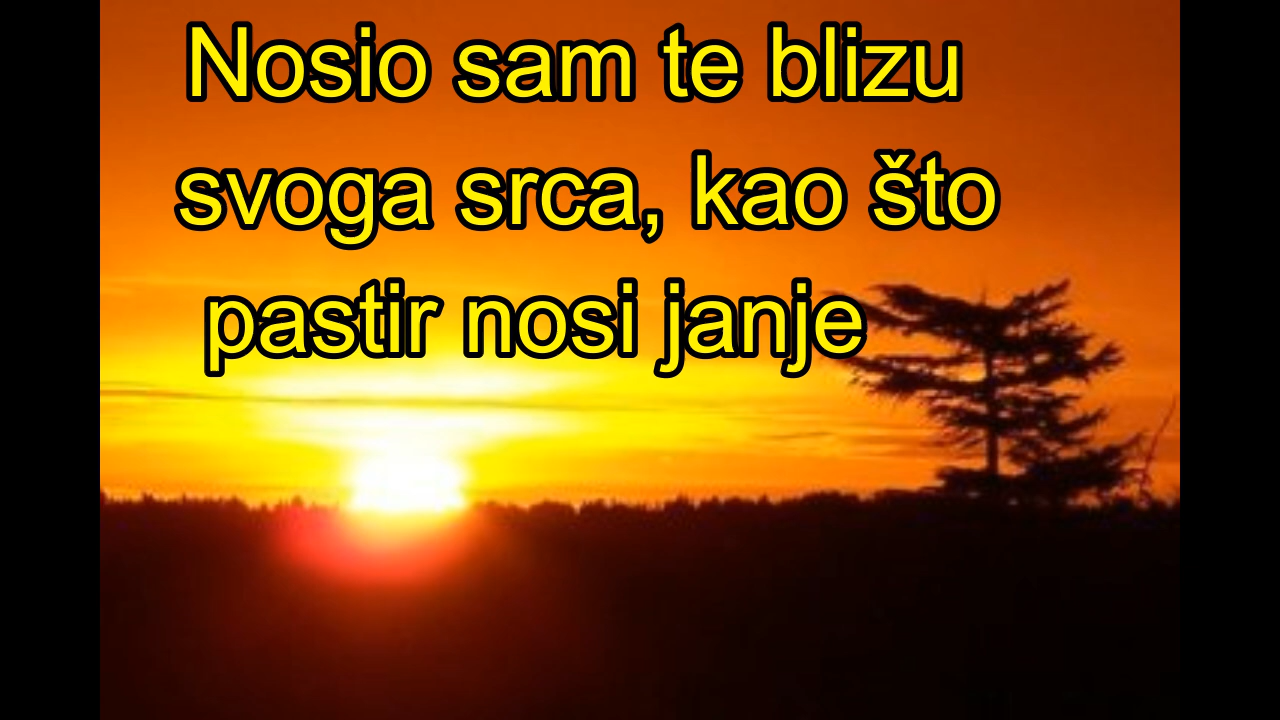 Nosio sam te blizu
svoga srca, kao što
pastir nosi janje